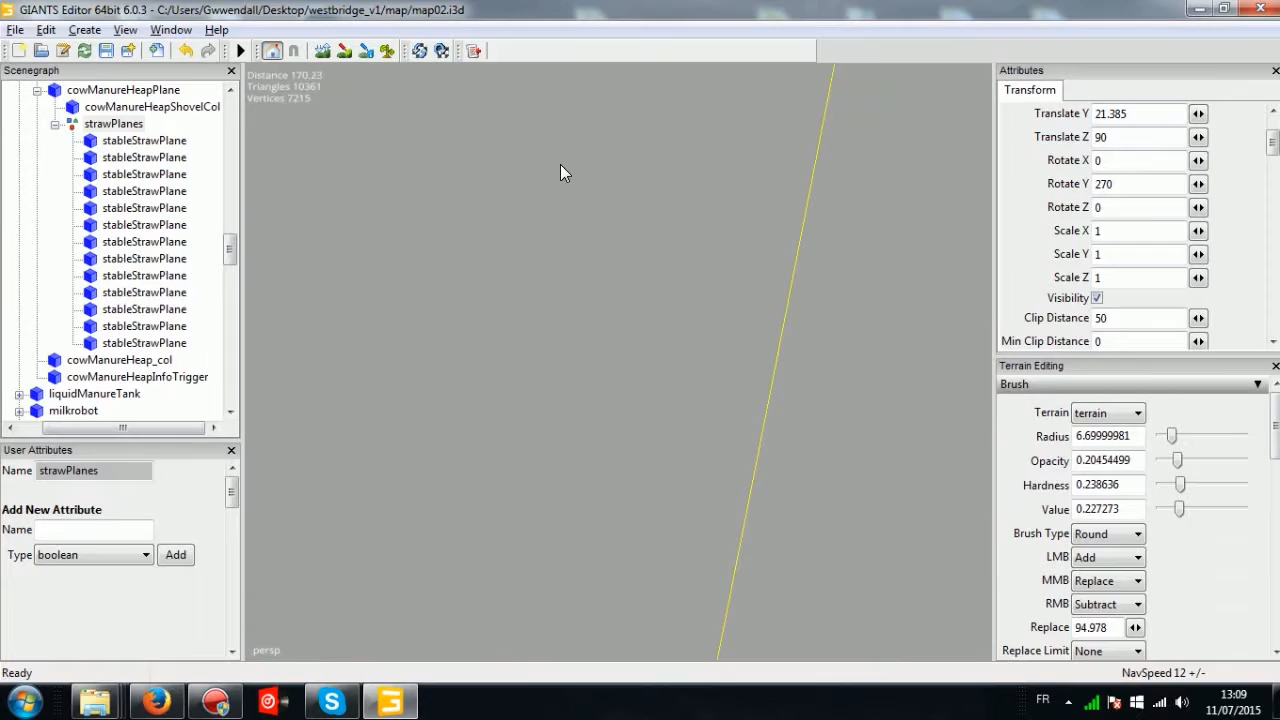 GIANTS Editor 64bit 6.0.3 - C:/Users/Gwwendall/Desktop/westbridge_v1/map/map02.i3d
File Edit Create View Window Help
Scenegraph
cowManureHeapPlane
cowManureHeapShovelCol
strawPlanes
stableStrawPlane
stableStrawPlane
stableStrawPlane
stableStrawPlane
stableStrawPlane
stableStrawPlane
stableStrawPlane
stableStrawPlane
stableStrawPlane
stableStrawPlane
stableStrawPlane
stableStrawPlane
stableStrawPlane
cowManureHeap_col
cowManureHeapInfoTrigger
liquidManureTank
milkrobot
User Attributes
Name strawPlanes
Add New Attribute
Name
Type boolean Add
Distance 170.23
Triangles 10361
Vertices 7215
persp
Attributes
Transform
Translate Y 21.385
Translate Z 90
Rotate X 0
Rotate Y 270
Rotate Z 0
Scale X 1
Scale Y 1
Scale Z 1
Visibility
Clip Distance 50
Min Clip Distance 0
Terrain Editing
Brush
Terrain terrain
Radius 6.69999981
Opacity 0.20454499
Hardness 0.238636
Value 0.227273
Brush Type Round
LMB Add
MMB Replace
RMB Subtract
Replace 94.978
Replace Limit None
Ready
NavSpeed 12 +/-
FR
13:09
11/07/2015